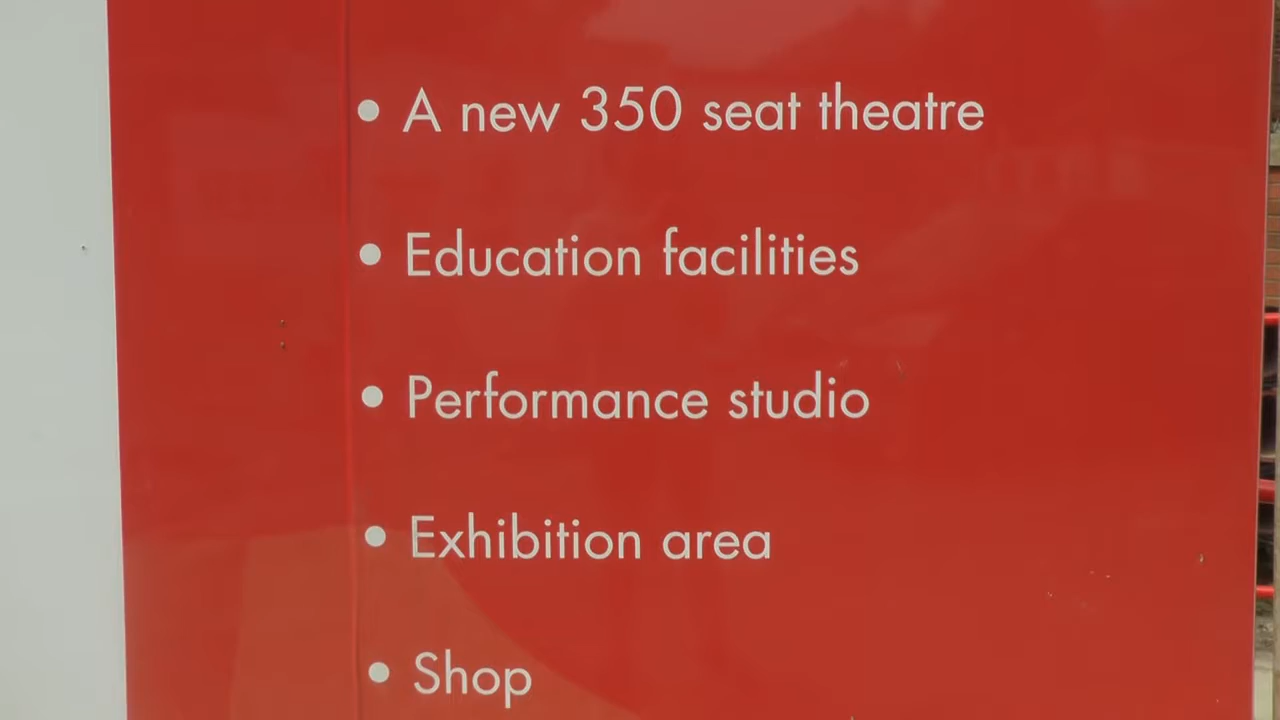 • A new 350 seat theatre
• Education facilities
• Performance studio
• Exhibition area
• Shop